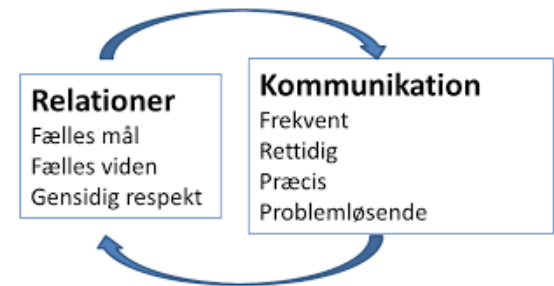 Relationer
Fælles mål
Fælles viden
Gensidig respekt
Kommunikation
Frekvent
Rettidig
Præcis
Problemløsende